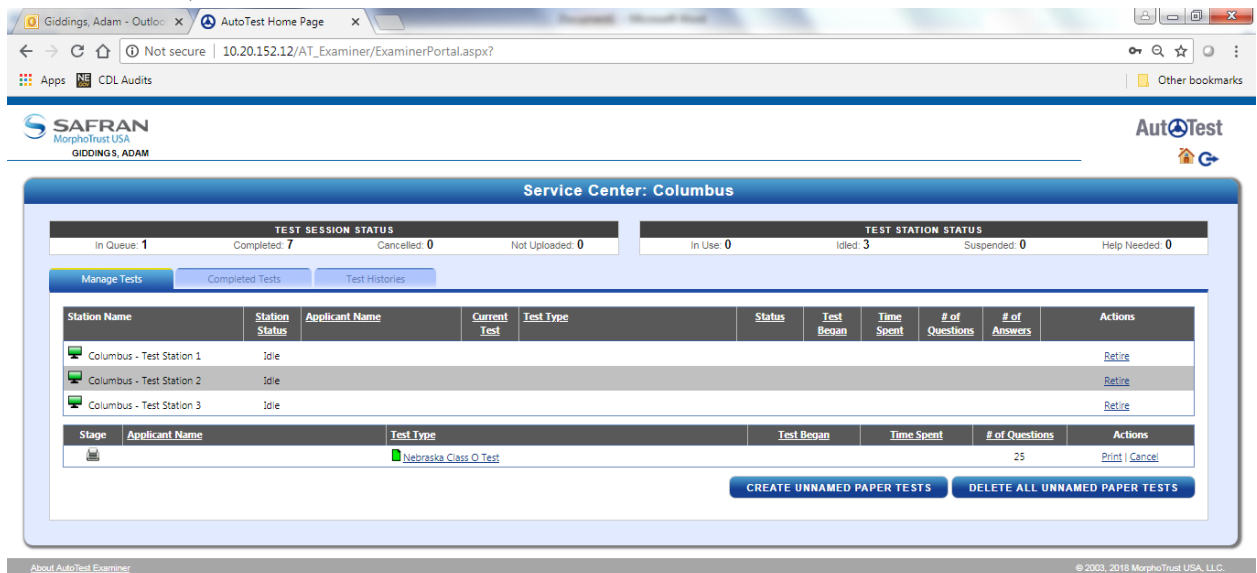 Giddings, Adam - Outloo
AutoTest Home Page
Document1 - Microsoft Word
Not secure | 10.20.152.12/AT_Examiner/ExaminerPortal.aspx?
Apps NE GOV CDL Audits Other bookmarks
SAFRAN AutoTest
MorphoTrust USA
GIDDINGS, ADAM
Service Center: Columbus
TEST SESSION STATUS TEST STATION STATUS
In Queue: 1 Completed: 7 Cancelled: 0 Not Uploaded: 0 In Use: 0 Idled: 3 Suspended: 0 Help Needed: 0
Manage Tests Completed Tests Test Histories
Station Name Station Status Applicant Name Current Test Test Type Status Test Began Time Spent # of Questions # of Answers Actions
Columbus - Test Station 1 Idle Retire
Columbus - Test Station 2 Idle Retire
Columbus - Test Station 3 Idle Retire
Stage Applicant Name Test Type Test Began Time Spent # of Questions Actions
Nebraska Class O Test 25 Print | Cancel
CREATE UNNAMED PAPER TESTS DELETE ALL UNNAMED PAPER TESTS
About AutoTest Examiner © 2003, 2018 MorphoTrust USA, LLC.